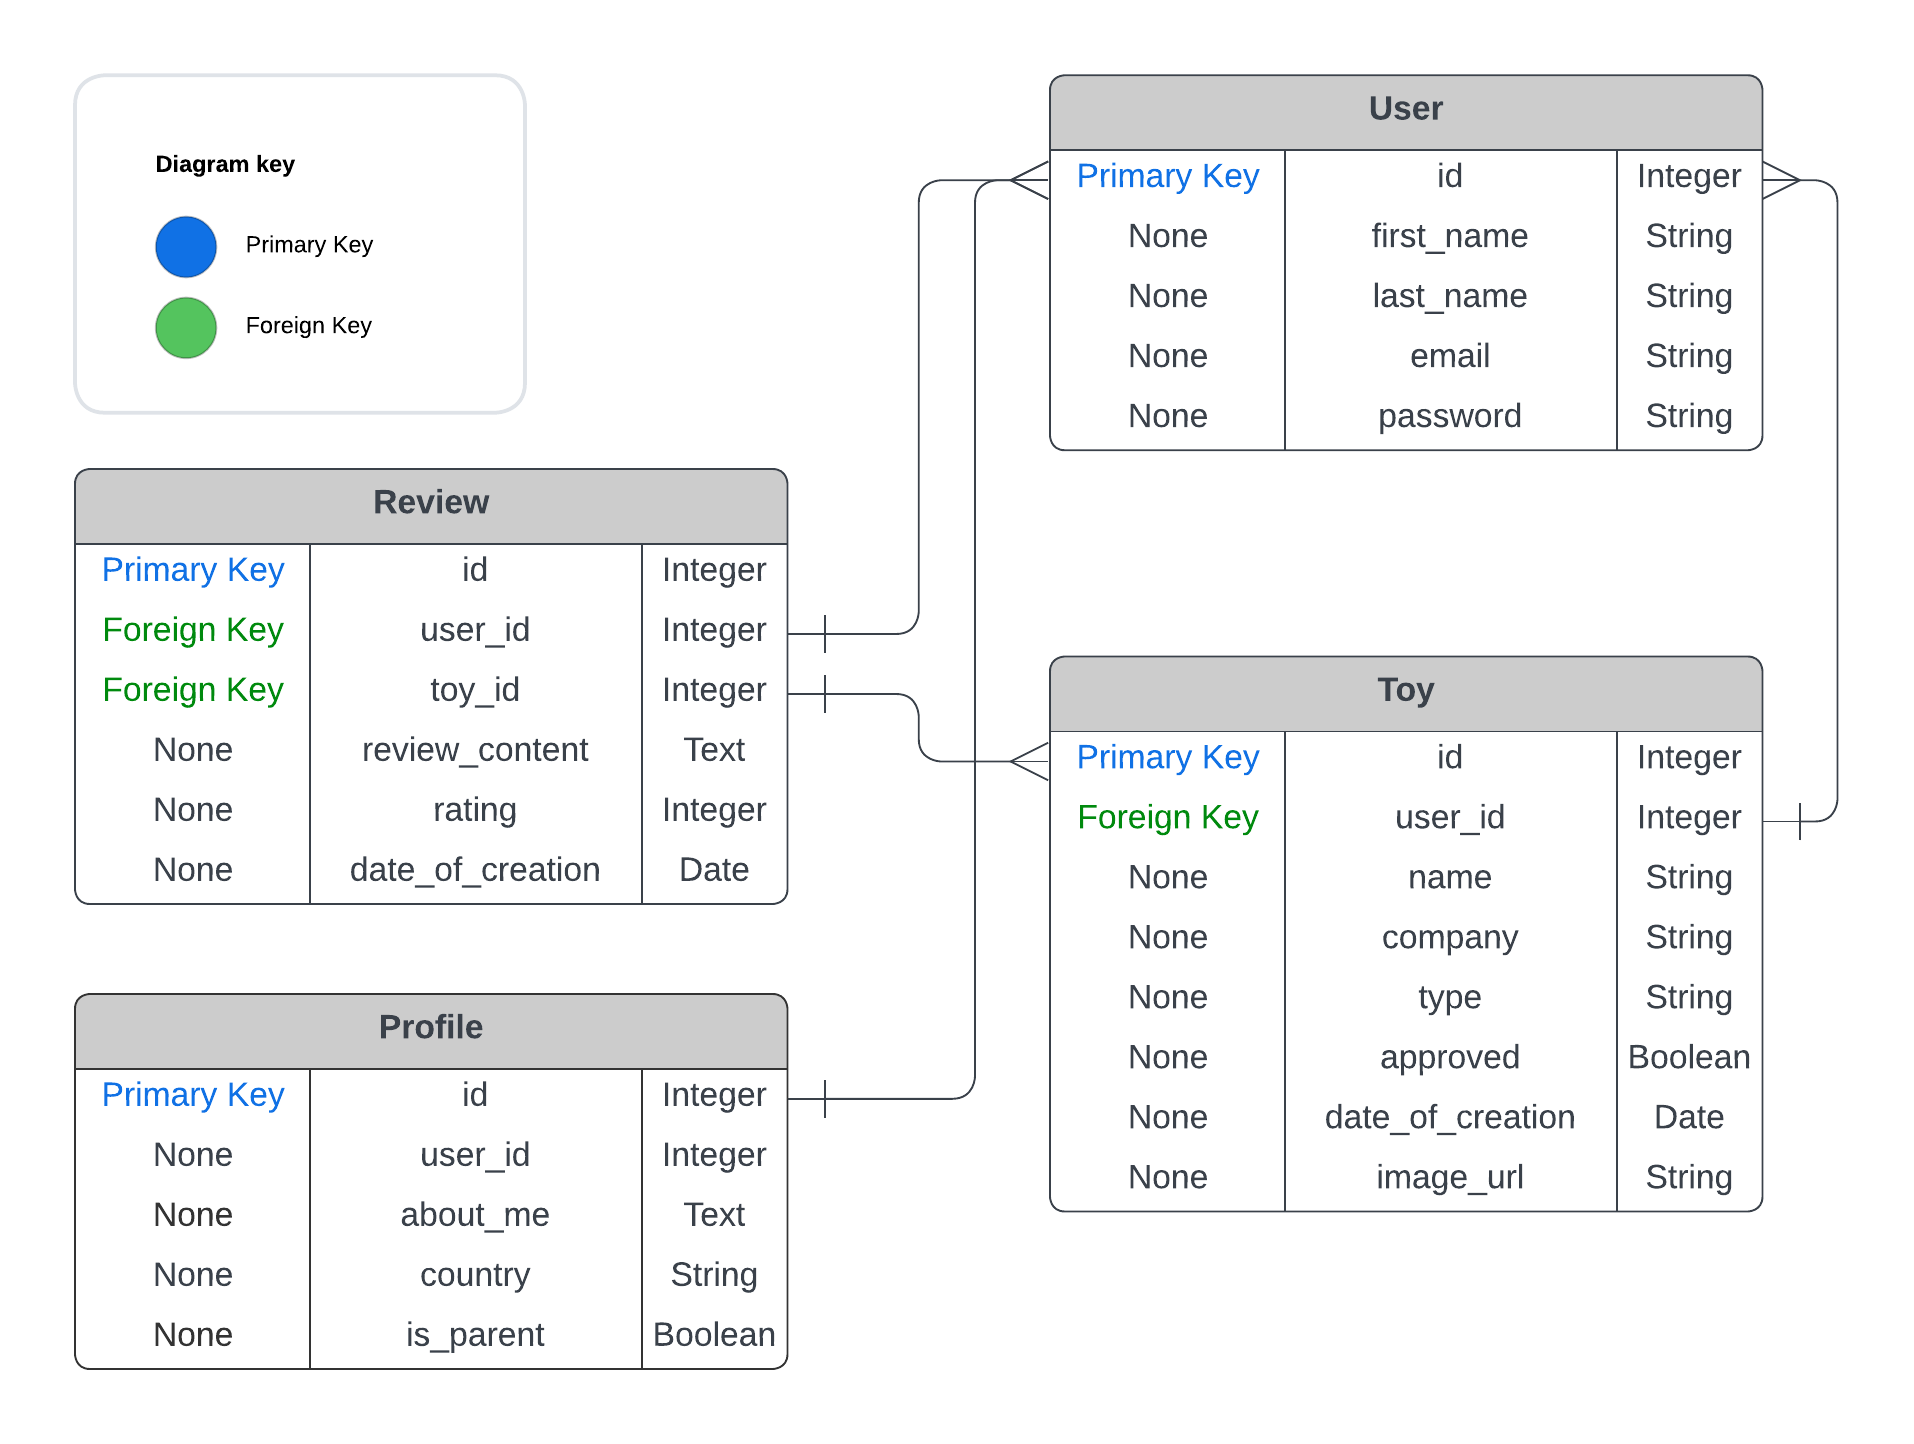 Diagram key
Primary Key
Foreign Key
User
Primary Key id Integer
None first_name String
None last_name String
None email String
None password String
Review
Primary Key id Integer
Foreign Key user_id Integer
Foreign Key toy_id Integer
None review_content Text
None rating Integer
None date_of_creation Date
Toy
Primary Key id Integer
Foreign Key user_id Integer
None name String
None company String
None type String
None approved Boolean
None date_of_creation Date
None image_url String
Profile
Primary Key id Integer
None user_id Integer
None about_me Text
None country String
None is_parent Boolean